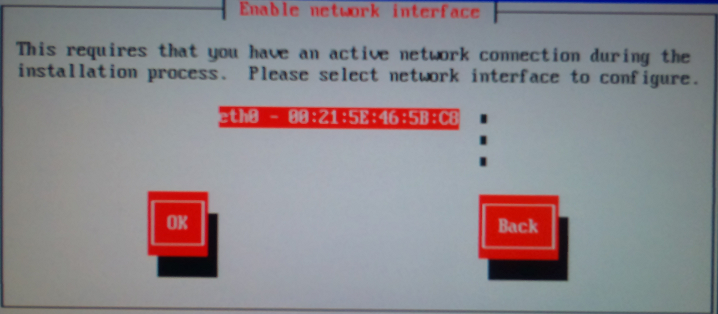 Enable network interface
This requires that you have an active network connection during the
installation process.  Please select network interface to configure.
eth0 - 00:21:5E:46:5B:C8
OK
Back